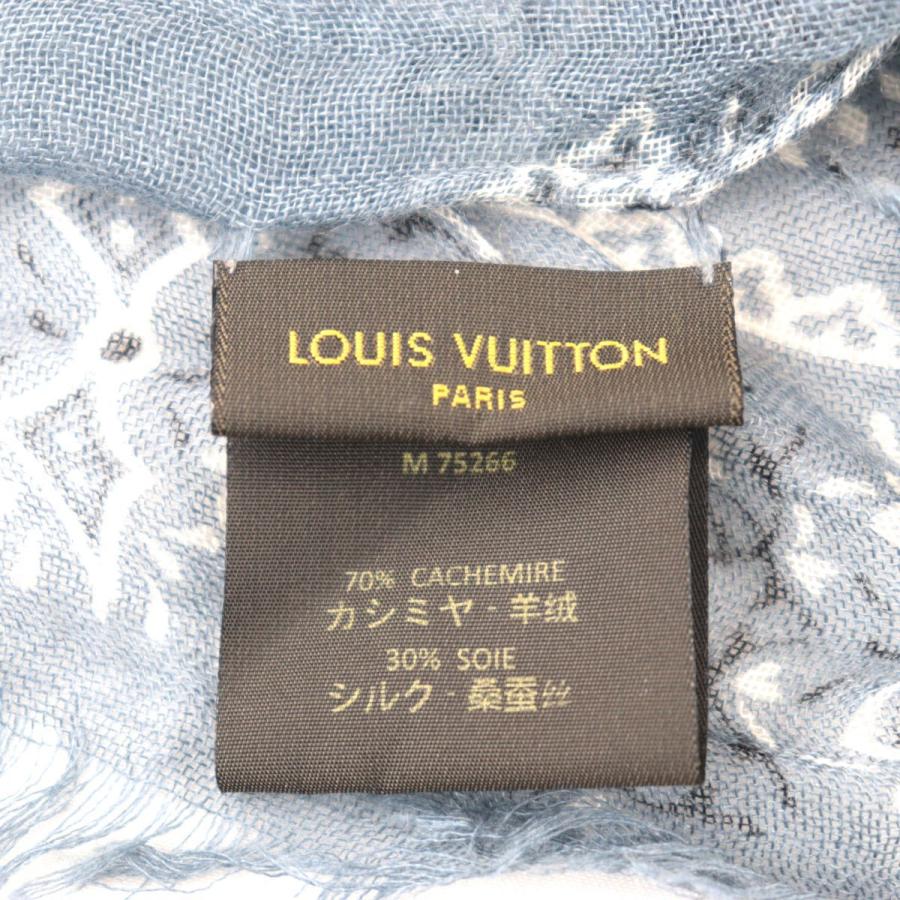 LOUIS VUITTON
PARIS
M 75266
70% CACHEMIRE
カシミヤ - 羊绒
30% SOIE
シルク - 桑蚕丝